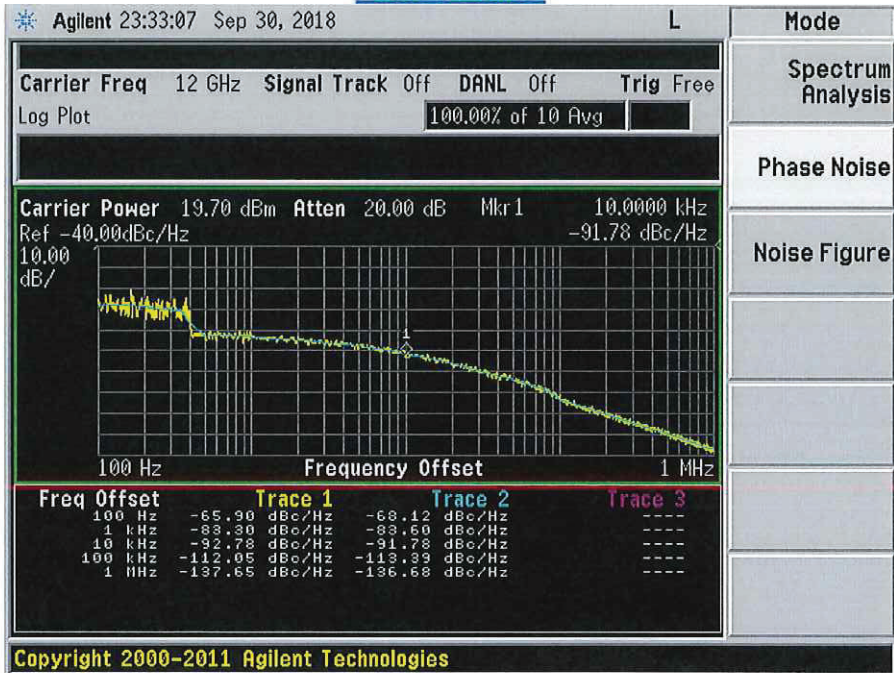 Agilent 23:33:07 Sep 30, 2018 L
Mode
Carrier Freq 12 GHz Signal Track Off DANL Off Trig Free
Log Plot 100.00% of 10 Avg
Spectrum
Analysis
Phase Noise
Noise Figure
Carrier Power 19.70 dBm Atten 20.00 dB Mkr1 10.0000 kHz
Ref -40.00dBc/Hz -91.78 dBc/Hz
10.00
dB/
1
100 Hz Frequency Offset 1 MHz
Freq Offset Trace 1 Trace 2 Trace 3
100 Hz -65.90 dBc/Hz -68.12 dBc/Hz ----
1 kHz -83.30 dBc/Hz -83.60 dBc/Hz ----
10 kHz -92.78 dBc/Hz -91.78 dBc/Hz ----
100 kHz -112.05 dBc/Hz -113.39 dBc/Hz ----
1 MHz -137.65 dBc/Hz -136.68 dBc/Hz ----
Copyright 2000-2011 Agilent Technologies